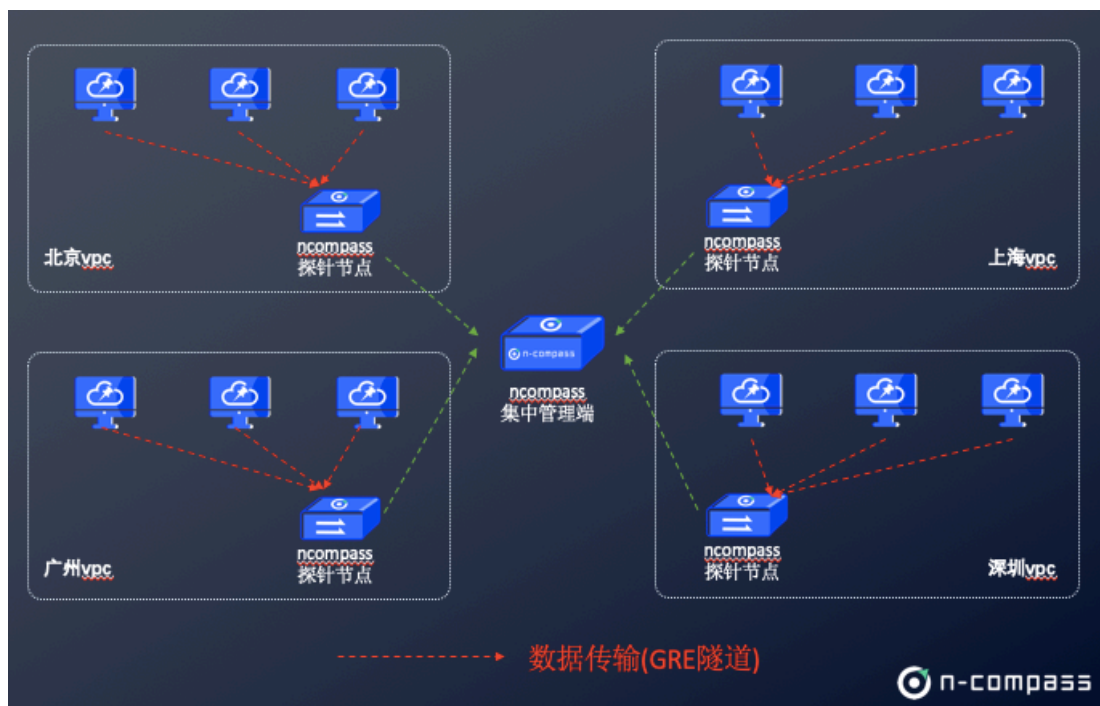 北京vpc
ncompass
探针节点
ncompass
探针节点
上海vpc
n-compass
ncompass
集中管理端
广州vpc
ncompass
探针节点
ncompass
探针节点
深圳vpc
数据传输(GRE隧道)
n-compass